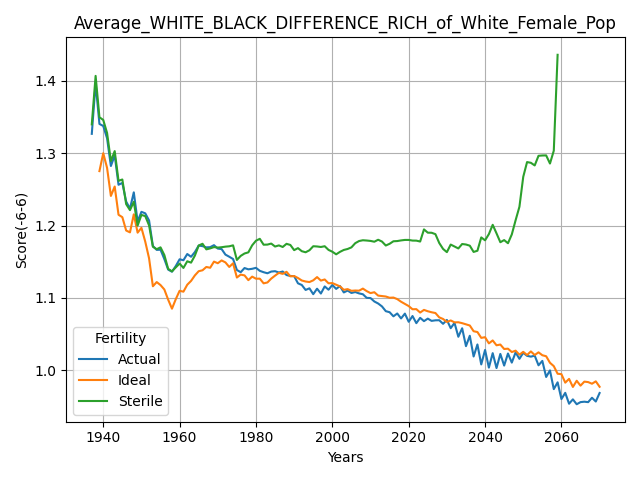 Average_WHITE_BLACK_DIFFERENCE_RICH_of_White_Female_Pop
Score(-6-6)
1.4
1.3
1.2
1.1
1.0
Fertility
Actual
Ideal
Sterile
1940 1960 1980 2000 2020 2040 2060
Years